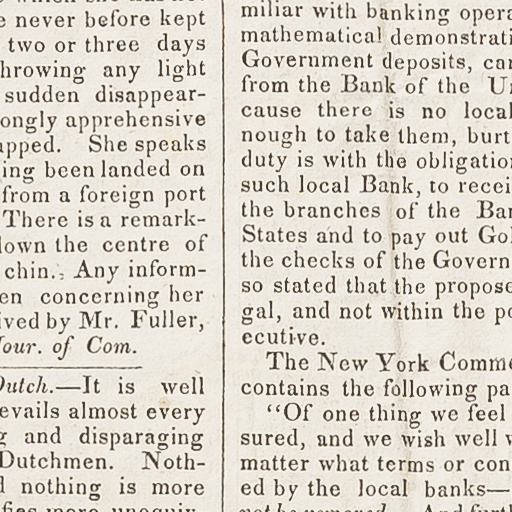 never before kept
two or three days
throwing any light
sudden disappear-
ongly apprehensive
apped. She speaks
ing been landed on
from a foreign port
There is a remark-
down the centre of
chin. Any inform-
en concerning her
ived by Mr. Fuller,
Jour. of Com.
Dutch.—It is well
evails almost every
g and disparaging
Dutchmen. Noth-
d nothing is more
miliar with banking opera
mathematical demonstrati
Government deposits, can
from the Bank of the Un
cause there is no local
nough to take them, burt
duty is with the obligation
such local Bank, to recei
the branches of the Ban
States and to pay out Gol
the checks of the Govern
so stated that the propose
gal, and not within the po
ecutive.
The New York Comme
contains the following pa
"Of one thing we feel
sured, and we wish well w
matter what terms or con
ed by the local banks—